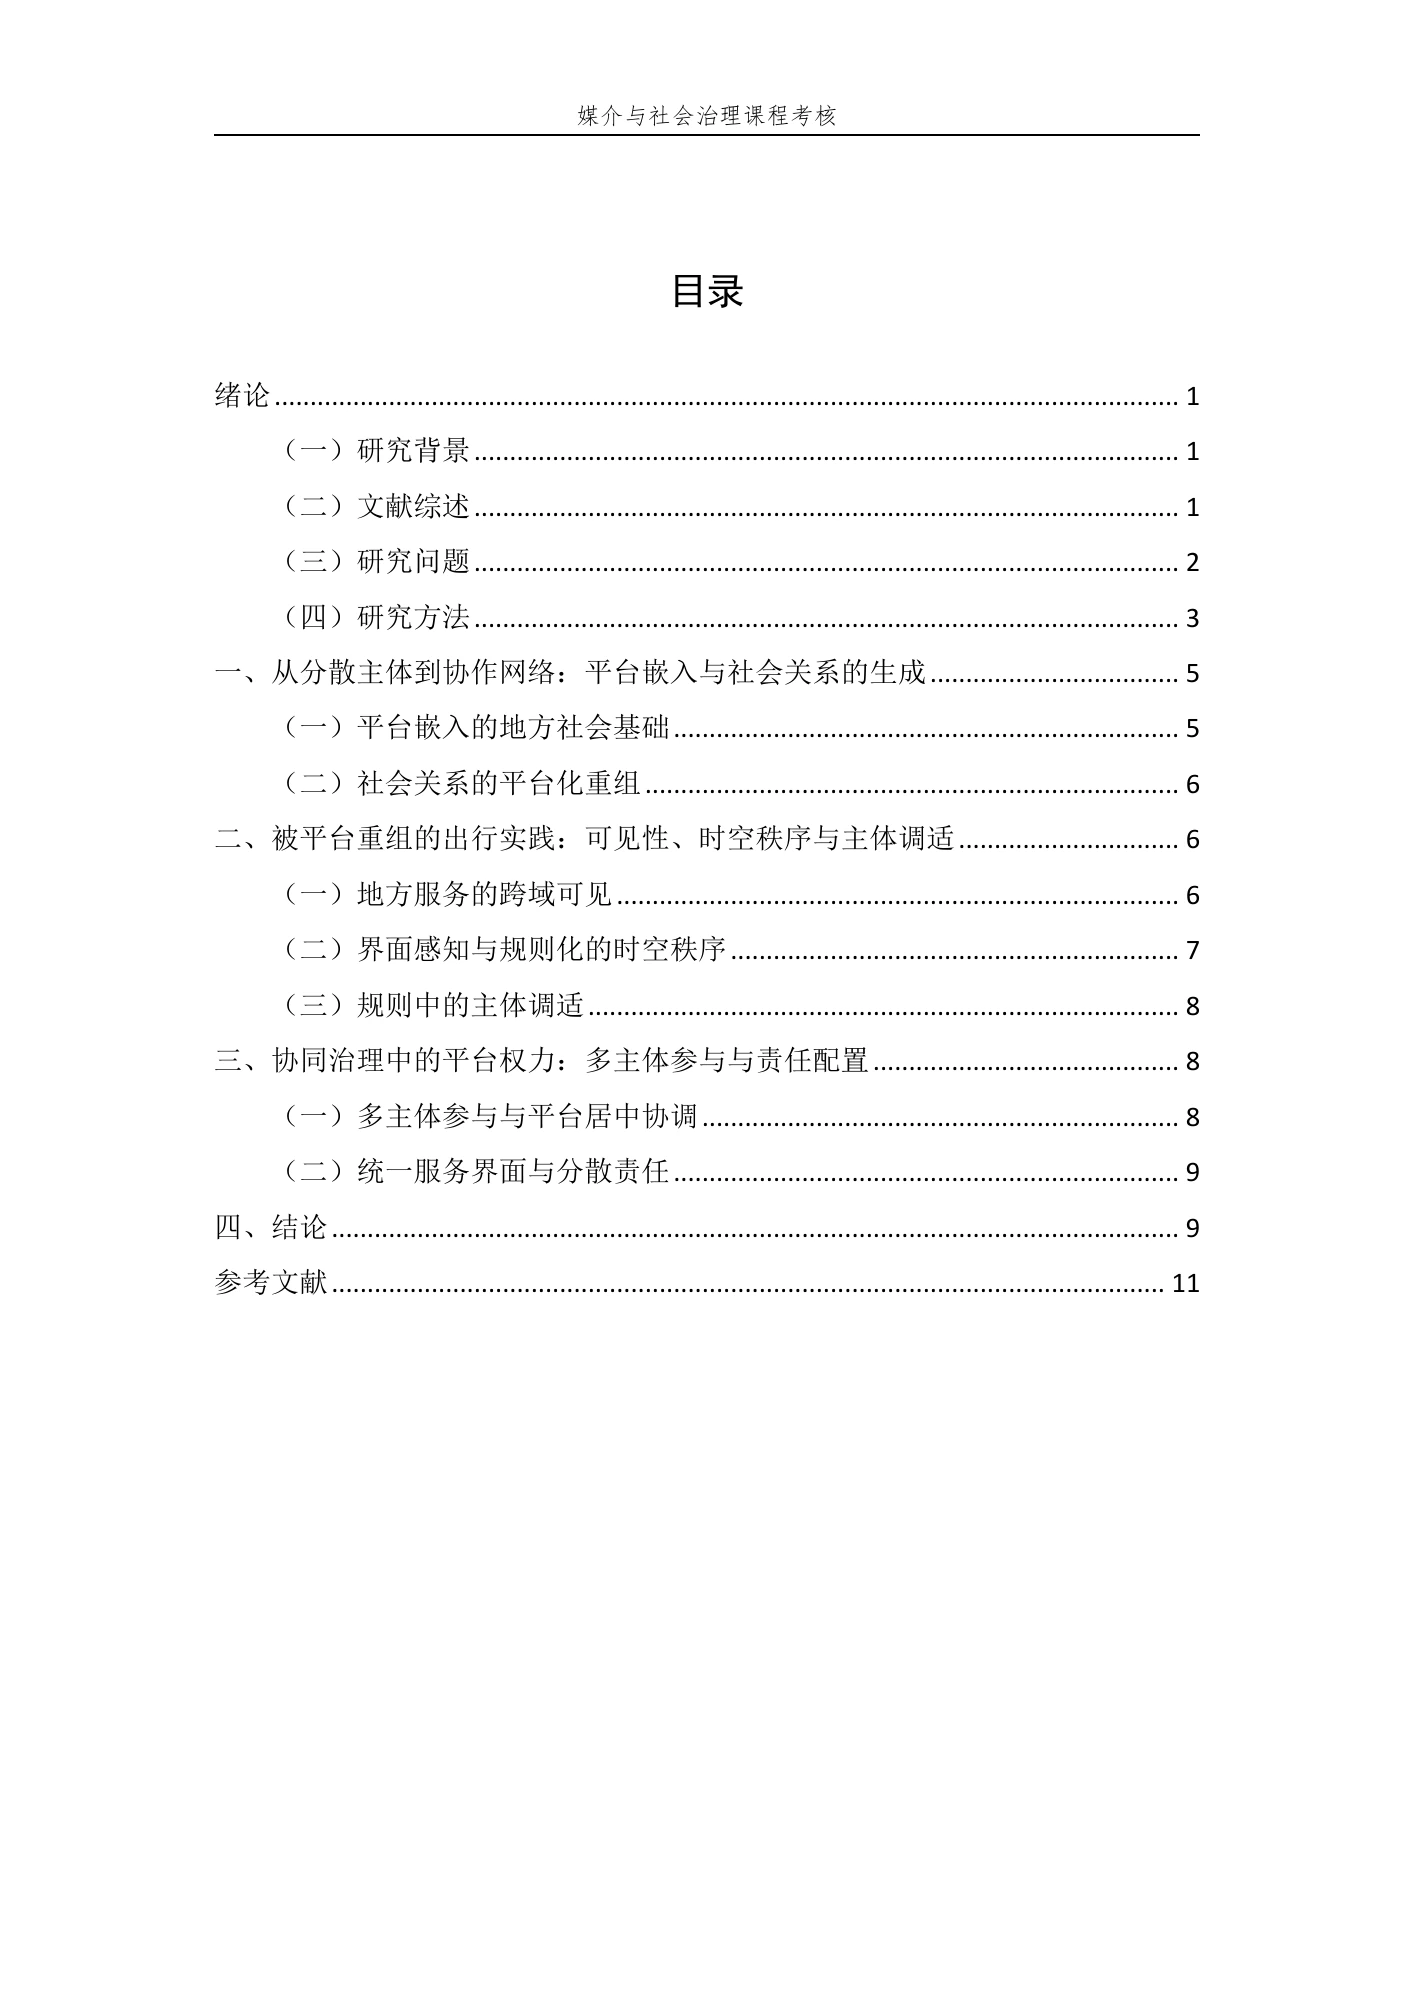 媒介与社会治理课程考核
目录
绪论........................................ 1
（一）研究背景........................................ 1
（二）文献综述........................................ 1
（三）研究问题........................................ 2
（四）研究方法........................................ 3
一、从分散主体到协作网络：平台嵌入与社会关系的生成........................................ 5
（一）平台嵌入的地方社会基础........................................ 5
（二）社会关系的平台化重组........................................ 6
二、被平台重组的出行实践：可见性、时空秩序与主体调适........................................ 6
（一）地方服务的跨域可见........................................ 6
（二）界面感知与规则化的时空秩序........................................ 7
（三）规则中的主体调适........................................ 8
三、协同治理中的平台权力：多主体参与与责任配置........................................ 8
（一）多主体参与与平台居中协调........................................ 8
（二）统一服务界面与分散责任........................................ 9
四、结论........................................ 9
参考文献........................................ 11